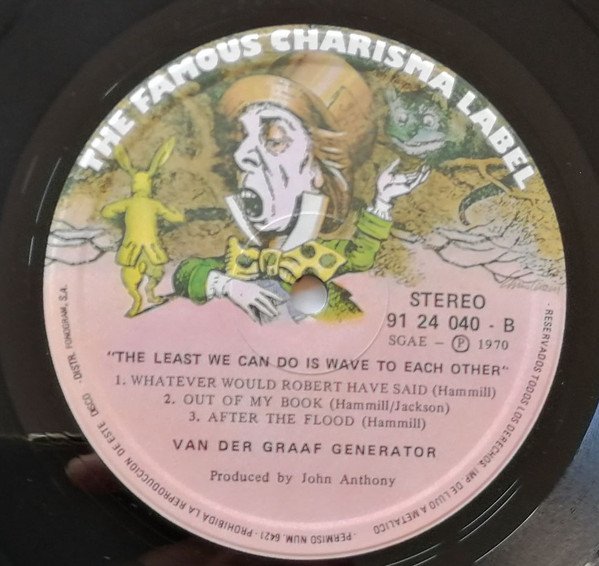 THE FAMOUS CHARISMA LABEL
STEREO
91 24 040 - B
SGAE - Ⓟ 1970
"THE LEAST WE CAN DO IS WAVE TO EACH OTHER"
1. WHATEVER WOULD ROBERT HAVE SAID (Hammill)
2. OUT OF MY BOOK (Hammill/Jackson)
3. AFTER THE FLOOD (Hammill)
VAN DER GRAAF GENERATOR
Produced by John Anthony
- RESERVADOS TODOS LOS DERECHOS. IMP. DE LUJO A METALICO - PERMISO NUM. 6421 - PROHIBIDA LA REPRODUCCION DE ESTE DISCO - DISTR. FONOGRAM, S.A.